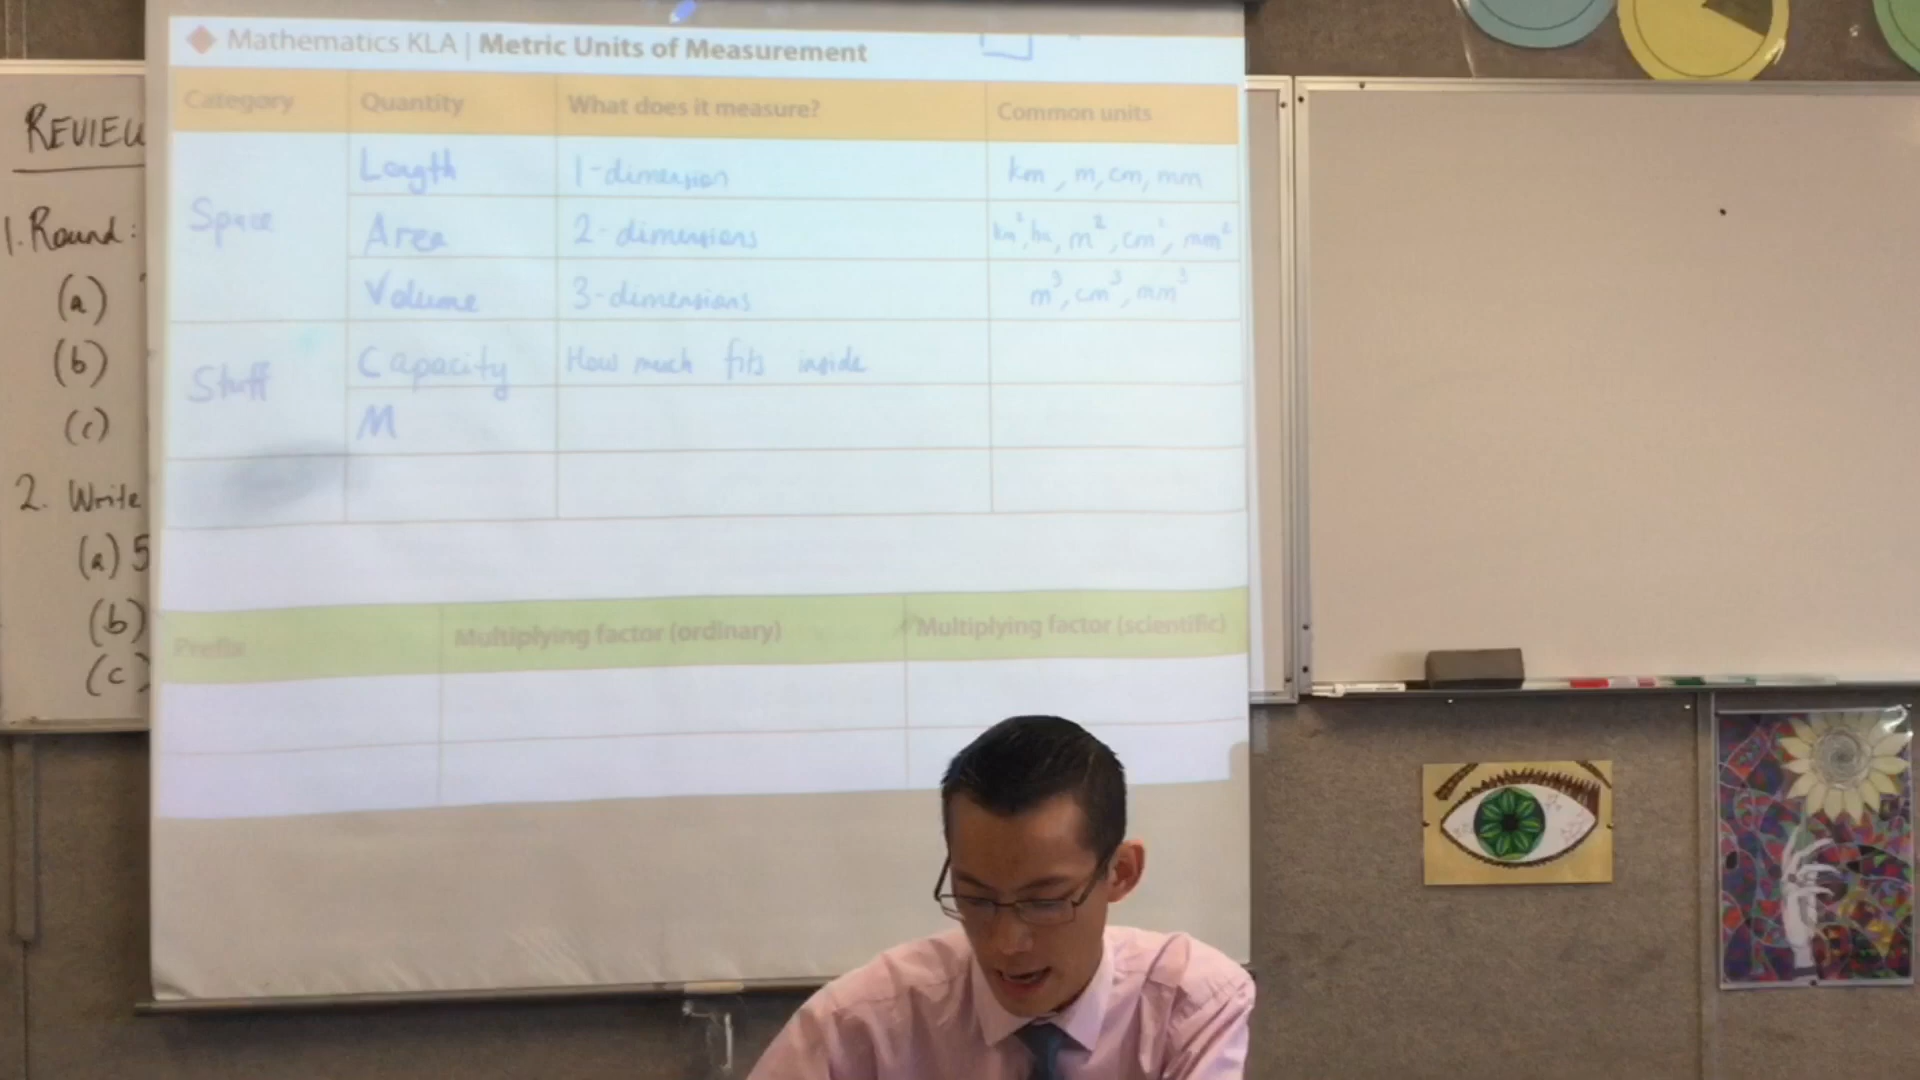 Mathematics KLA | Metric Units of Measurement
Category Quantity What does it measure? Common units
Space
Length 1-dimension km, m, cm, mm
Area 2-dimensions km², ha, m², cm², mm²
Volume 3-dimensions m³, cm³, mm³
Stuff
Capacity How much fits inside
M
Prefix Multiplying factor (ordinary) Multiplying factor (scientific)
REVIEW
1. Round:
(a)
(b)
(c)
2. Write
(a) 5
(b)
(c)